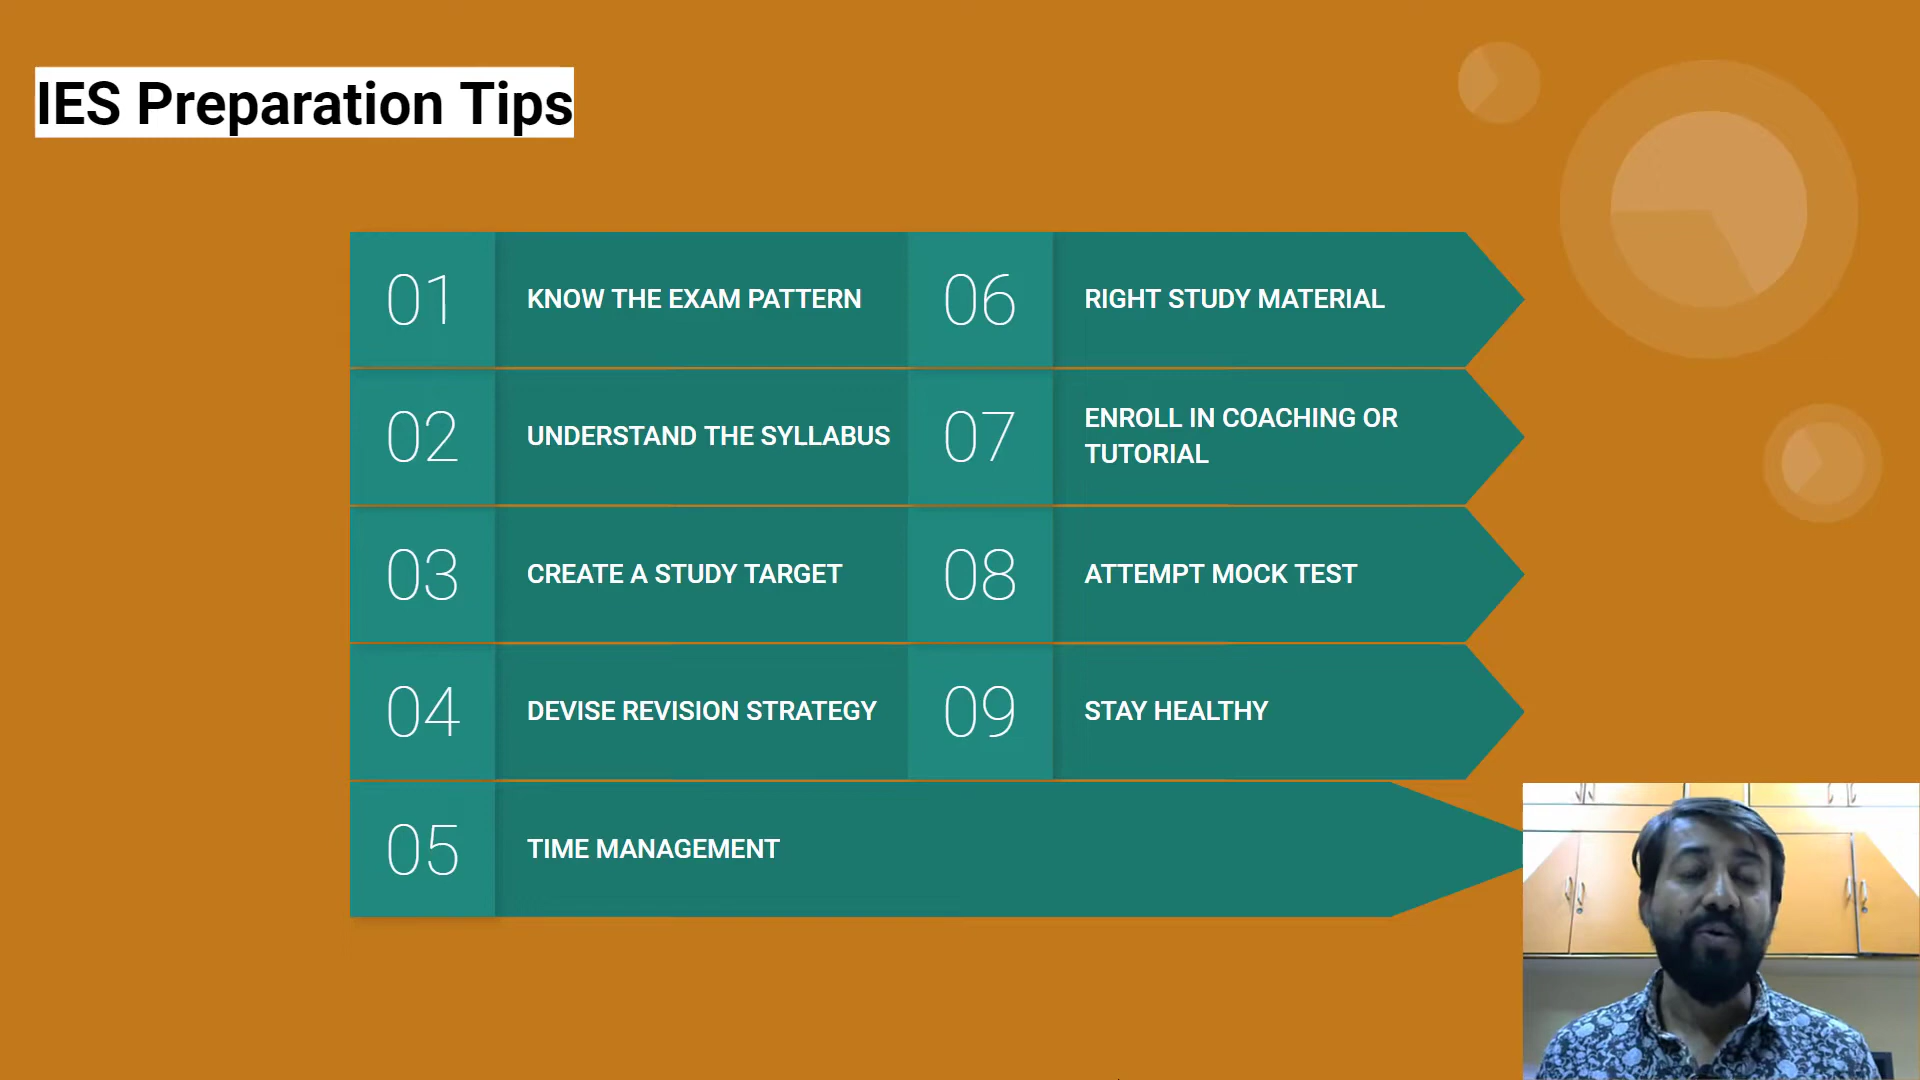 IES Preparation Tips
01
KNOW THE EXAM PATTERN
02
UNDERSTAND THE SYLLABUS
03
CREATE A STUDY TARGET
04
DEVISE REVISION STRATEGY
05
TIME MANAGEMENT
06
RIGHT STUDY MATERIAL
07
ENROLL IN COACHING OR
TUTORIAL
08
ATTEMPT MOCK TEST
09
STAY HEALTHY